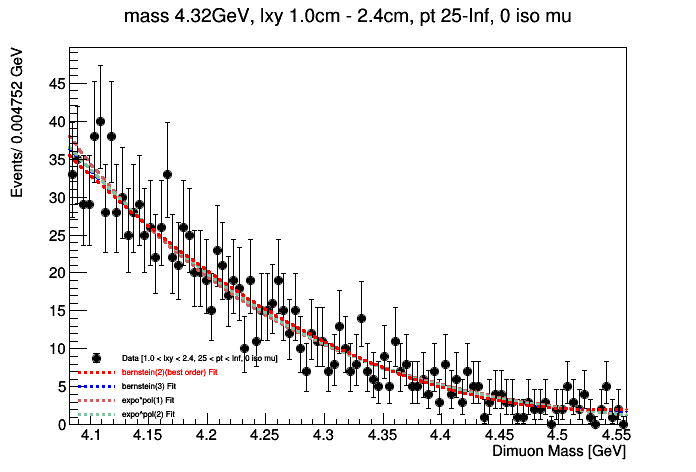 mass 4.32GeV, lxy 1.0cm - 2.4cm, pt 25-Inf, 0 iso mu
Events/ 0.004752 GeV
45
40
35
30
25
20
15
10
5
0
Data [1.0 < lxy < 2.4, 25 < pt < Inf, 0 iso mu]
bernstein(2)(best order) Fit
bernstein(3) Fit
expo*pol(1) Fit
expo*pol(2) Fit
4.1 4.15 4.2 4.25 4.3 4.35 4.4 4.45 4.5 4.55
Dimuon Mass [GeV]